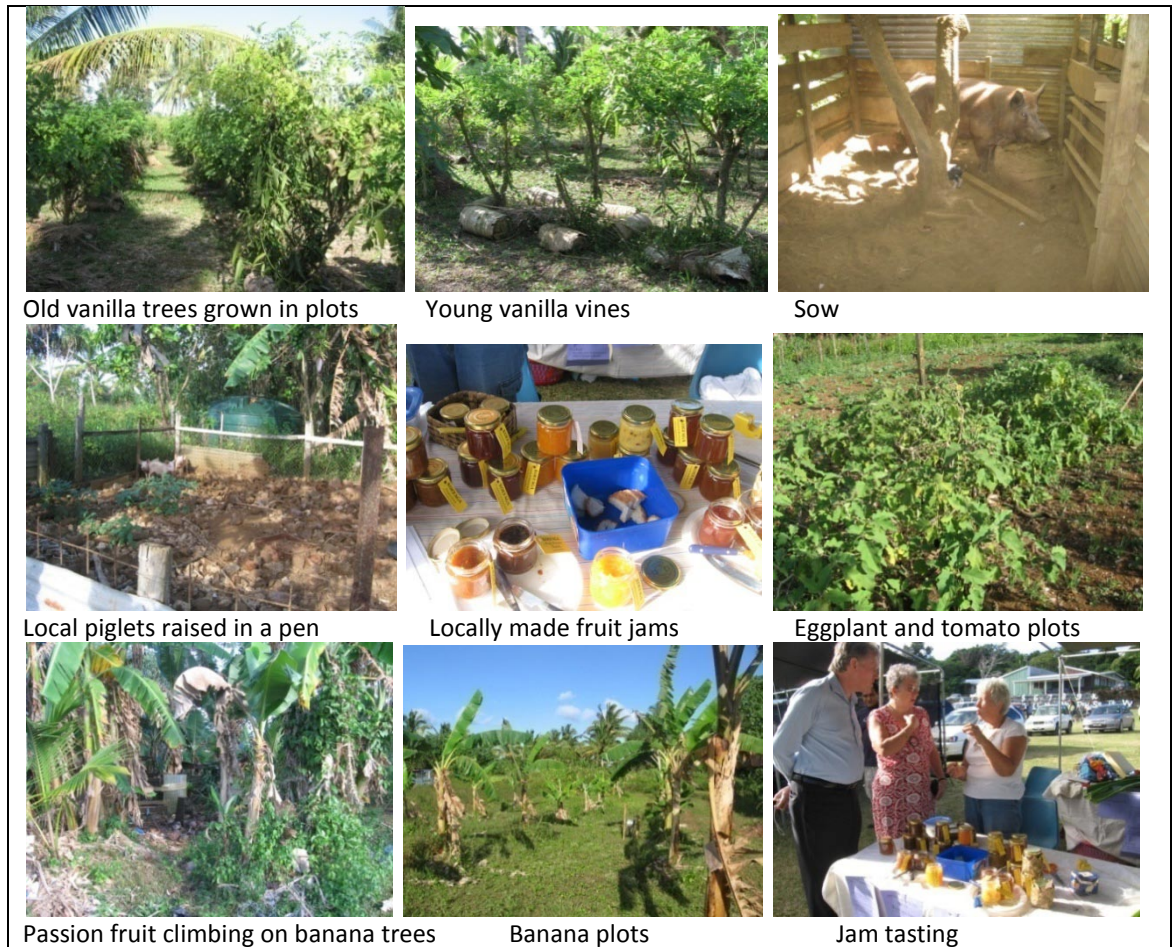 Old vanilla trees grown in plots Young vanilla vines Sow
Local piglets raised in a pen Locally made fruit jams Eggplant and tomato plots
Passion fruit climbing on banana trees Banana plots Jam tasting